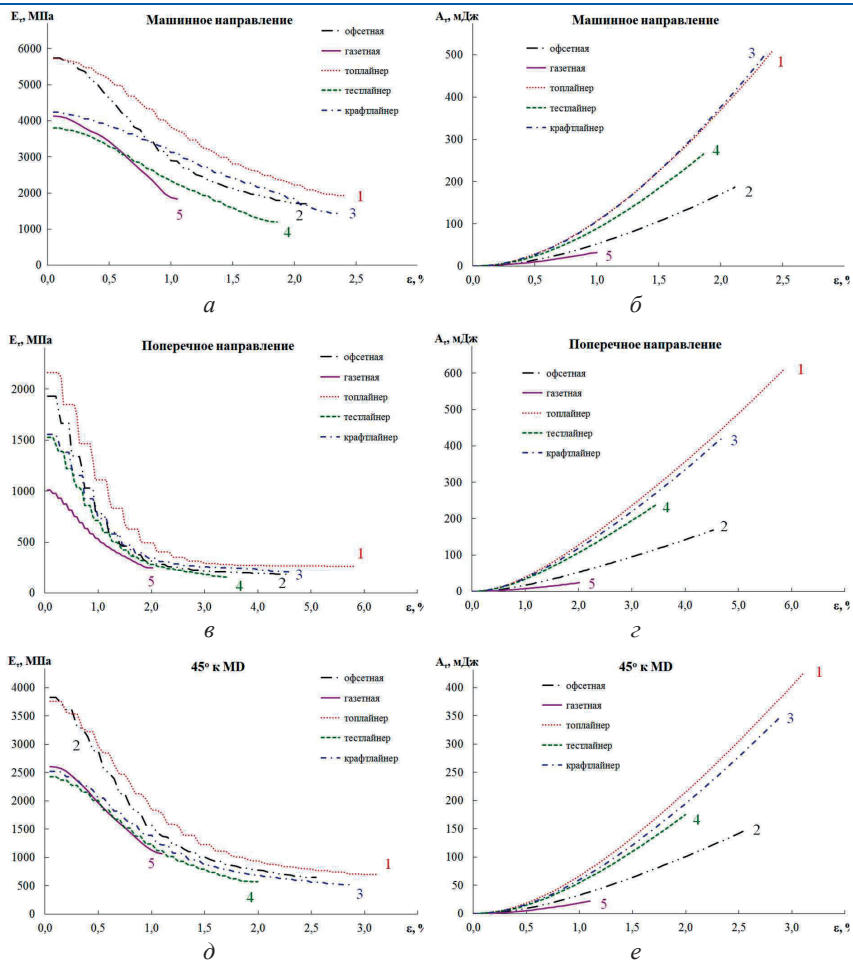 Eт, МПа
Машинное направление
6000
5000
4000
3000
2000
1000
0
0,0 0,5 1,0 1,5 2,0 2,5
ε, %
офсетная
газетная
топлайнер
тестлайнер
крафтлайнер
1
2
3
4
5
а
Aт, мДж
Машинное направление
500
400
300
200
100
0
0,0 0,5 1,0 1,5 2,0 2,5
ε, %
офсетная
газетная
топлайнер
тестлайнер
крафтлайнер
3
1
4
2
5
б
Eт, МПа
Поперечное направление
2000
1500
1000
500
0
0,0 1,0 2,0 3,0 4,0 5,0 6,0
ε, %
офсетная
газетная
топлайнер
тестлайнер
крафтлайнер
1
3
2
4
5
в
Aт, мДж
Поперечное направление
600
500
400
300
200
100
0
0,0 1,0 2,0 3,0 4,0 5,0 6,0
ε, %
офсетная
газетная
топлайнер
тестлайнер
крафтлайнер
1
3
4
2
5
г
Eт, МПа
45º к MD
4000
3500
3000
2500
2000
1500
1000
500
0
0,0 0,5 1,0 1,5 2,0 2,5 3,0
ε, %
офсетная
газетная
топлайнер
тестлайнер
крафтлайнер
2
1
5
4
3
д
Aт, мДж
45º к MD
400
350
300
250
200
150
100
50
0
0,0 0,5 1,0 1,5 2,0 2,5 3,0
ε, %
офсетная
газетная
топлайнер
тестлайнер
крафтлайнер
1
3
4
2
5
е